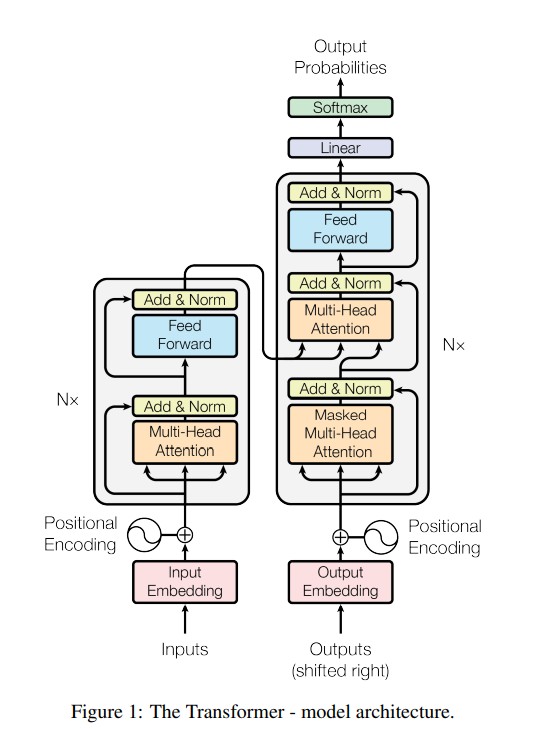 Output
Probabilities
Softmax
Linear
Add & Norm
Feed
Forward
Add & Norm
Multi-Head
Attention
Add & Norm
Masked
Multi-Head
Attention
Nx
Add & Norm
Feed
Forward
Add & Norm
Multi-Head
Attention
Nx
Positional
Encoding
Positional
Encoding
Input
Embedding
Output
Embedding
Inputs
Outputs
(shifted right)
Figure 1: The Transformer - model architecture.